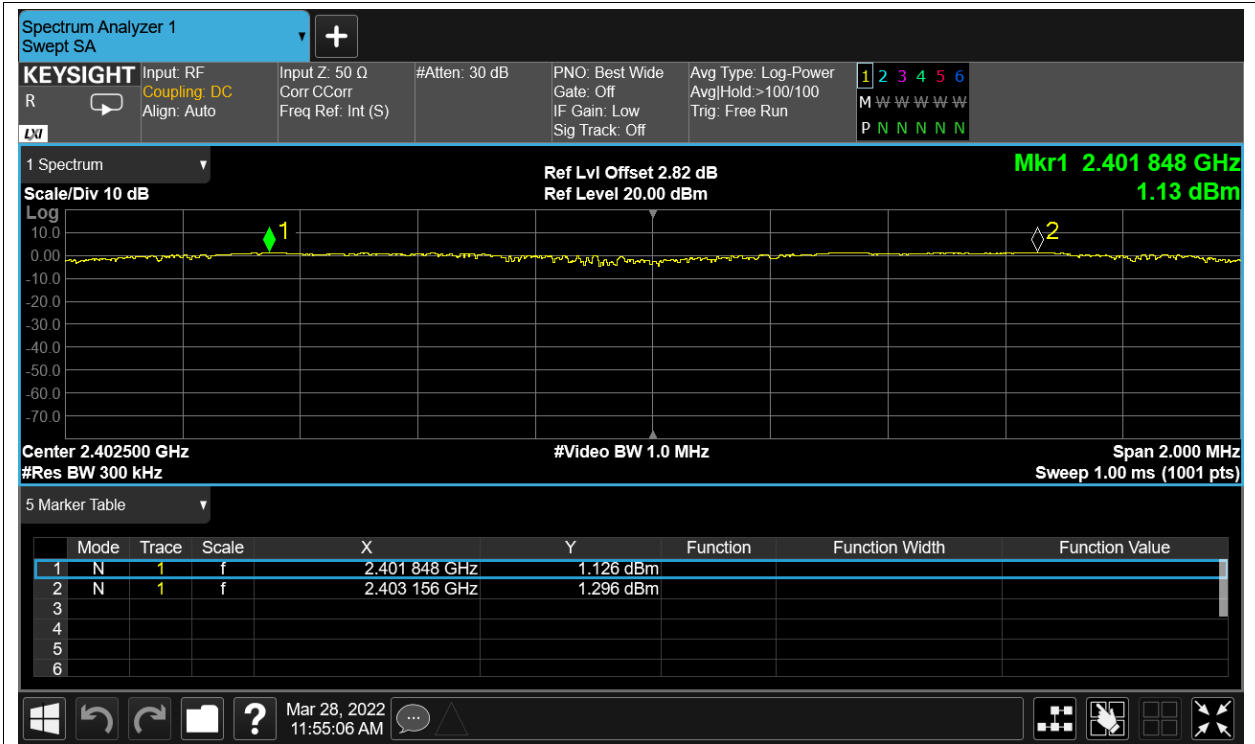 Spectrum Analyzer 1
Swept SA
KEYSIGHT
R
LXI
Input: RF
Coupling: DC
Align: Auto
Input Z: 50 Ω
Corr CCorr
Freq Ref: Int (S)
#Atten: 30 dB
PNO: Best Wide
Gate: Off
IF Gain: Low
Sig Track: Off
Avg Type: Log-Power
Avg|Hold:>100/100
Trig: Free Run
1 2 3 4 5 6
M W W W W W
P N N N N N
1 Spectrum
Scale/Div 10 dB
Ref Lvl Offset 2.82 dB
Ref Level 20.00 dBm
Mkr1 2.401 848 GHz
1.13 dBm
Log
10.0
0.00
-10.0
-20.0
-30.0
-40.0
-50.0
-60.0
-70.0
1
2
Center 2.402500 GHz
#Res BW 300 kHz
#Video BW 1.0 MHz
Span 2.000 MHz
Sweep 1.00 ms (1001 pts)
5 Marker Table
Mode Trace Scale X Y Function Function Width Function Value
1 N 1 f 2.401 848 GHz 1.126 dBm
2 N 1 f 2.403 156 GHz 1.296 dBm
3
4
5
6
?
Mar 28, 2022
11:55:06 AM